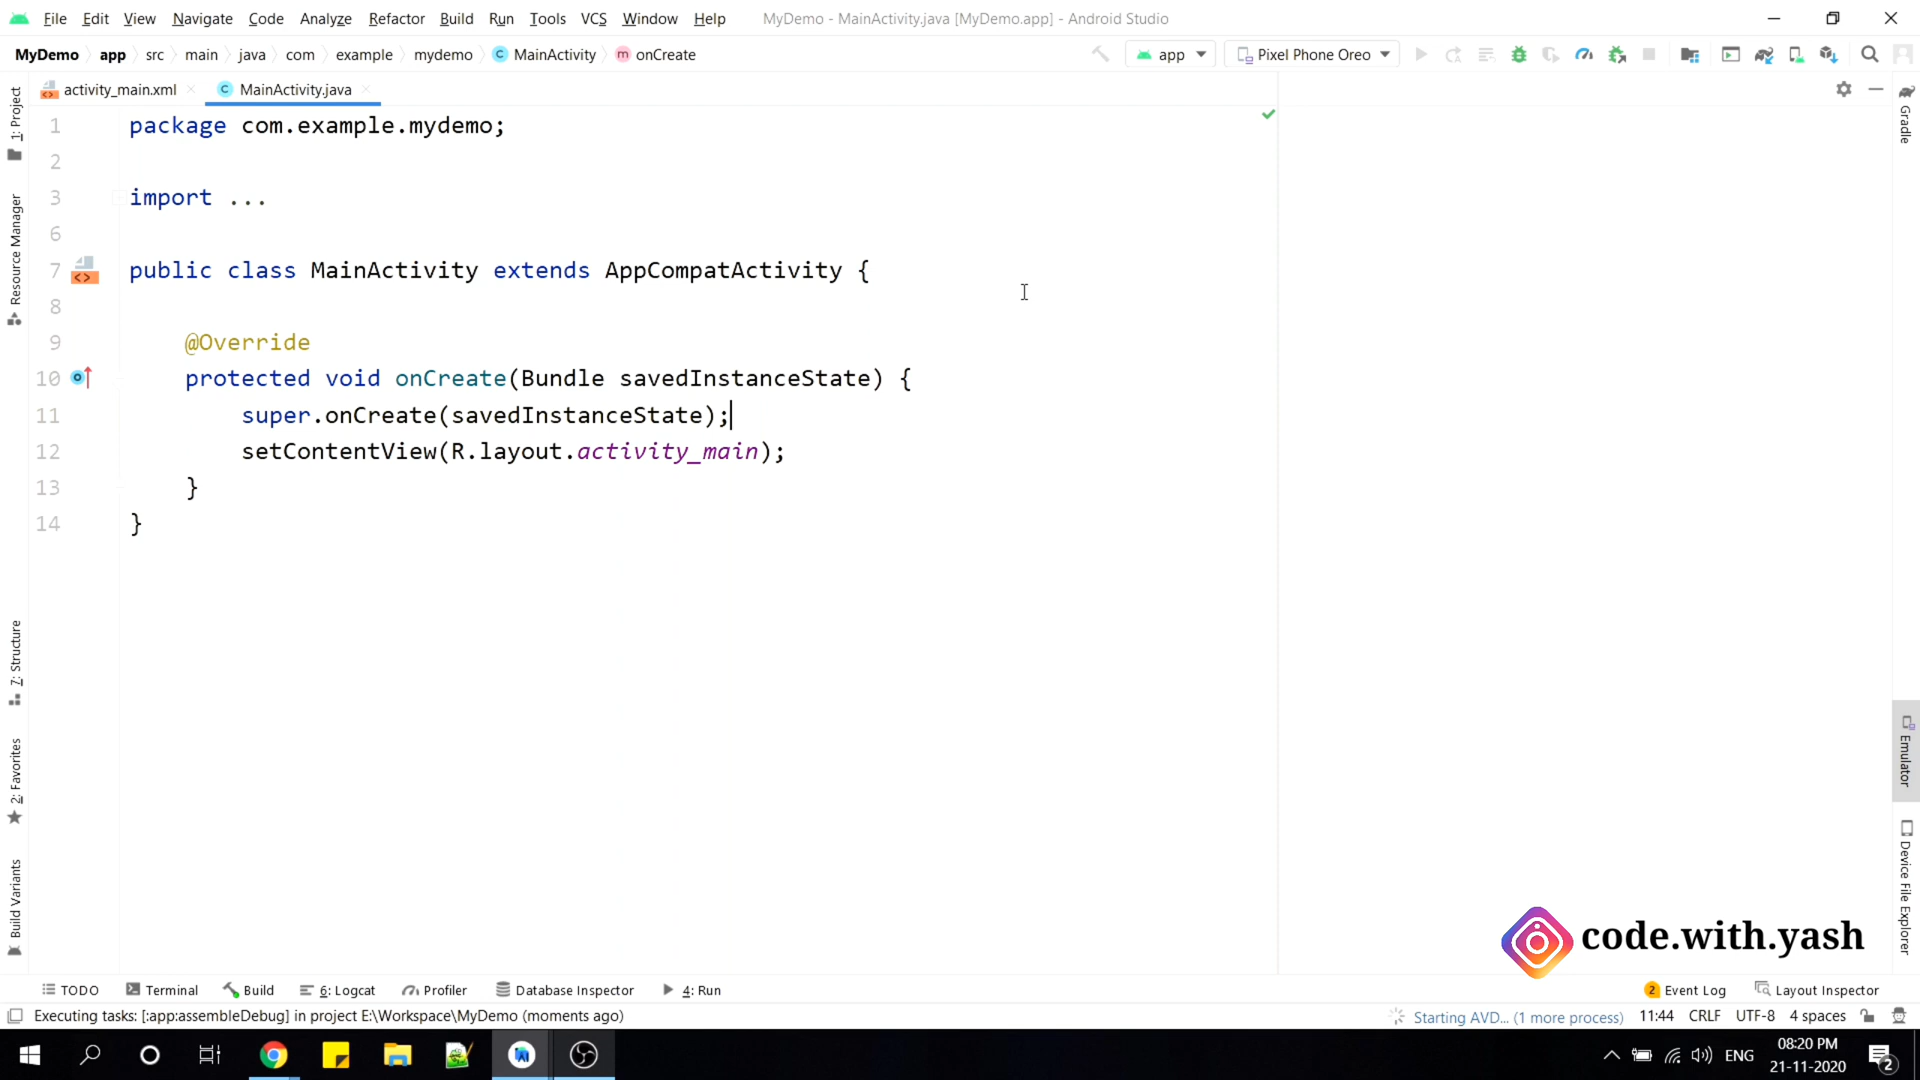 File Edit View Navigate Code Analyze Refactor Build Run Tools VCS Window Help MyDemo - MainActivity.java [MyDemo.app] - Android Studio
MyDemo app src main java com example mydemo MainActivity onCreate app Pixel Phone Oreo
activity_main.xml MainActivity.java
1 package com.example.mydemo;
2
3 import ...
6
7 public class MainActivity extends AppCompatActivity {
8
9 @Override
10 protected void onCreate(Bundle savedInstanceState) {
11 super.onCreate(savedInstanceState);
12 setContentView(R.layout.activity_main);
13 }
14 }
1: Project
Resource Manager
7: Structure
2: Favorites
Build Variants
Gradle
Emulator
Device File Explorer
code.with.yash
TODO Terminal Build 6: Logcat Profiler Database Inspector 4: Run 2 Event Log Layout Inspector
Executing tasks: [:app:assembleDebug] in project E:\Workspace\MyDemo (moments ago) Starting AVD... (1 more process) 11:44 CRLF UTF-8 4 spaces
ENG 08:20 PM
21-11-2020
2